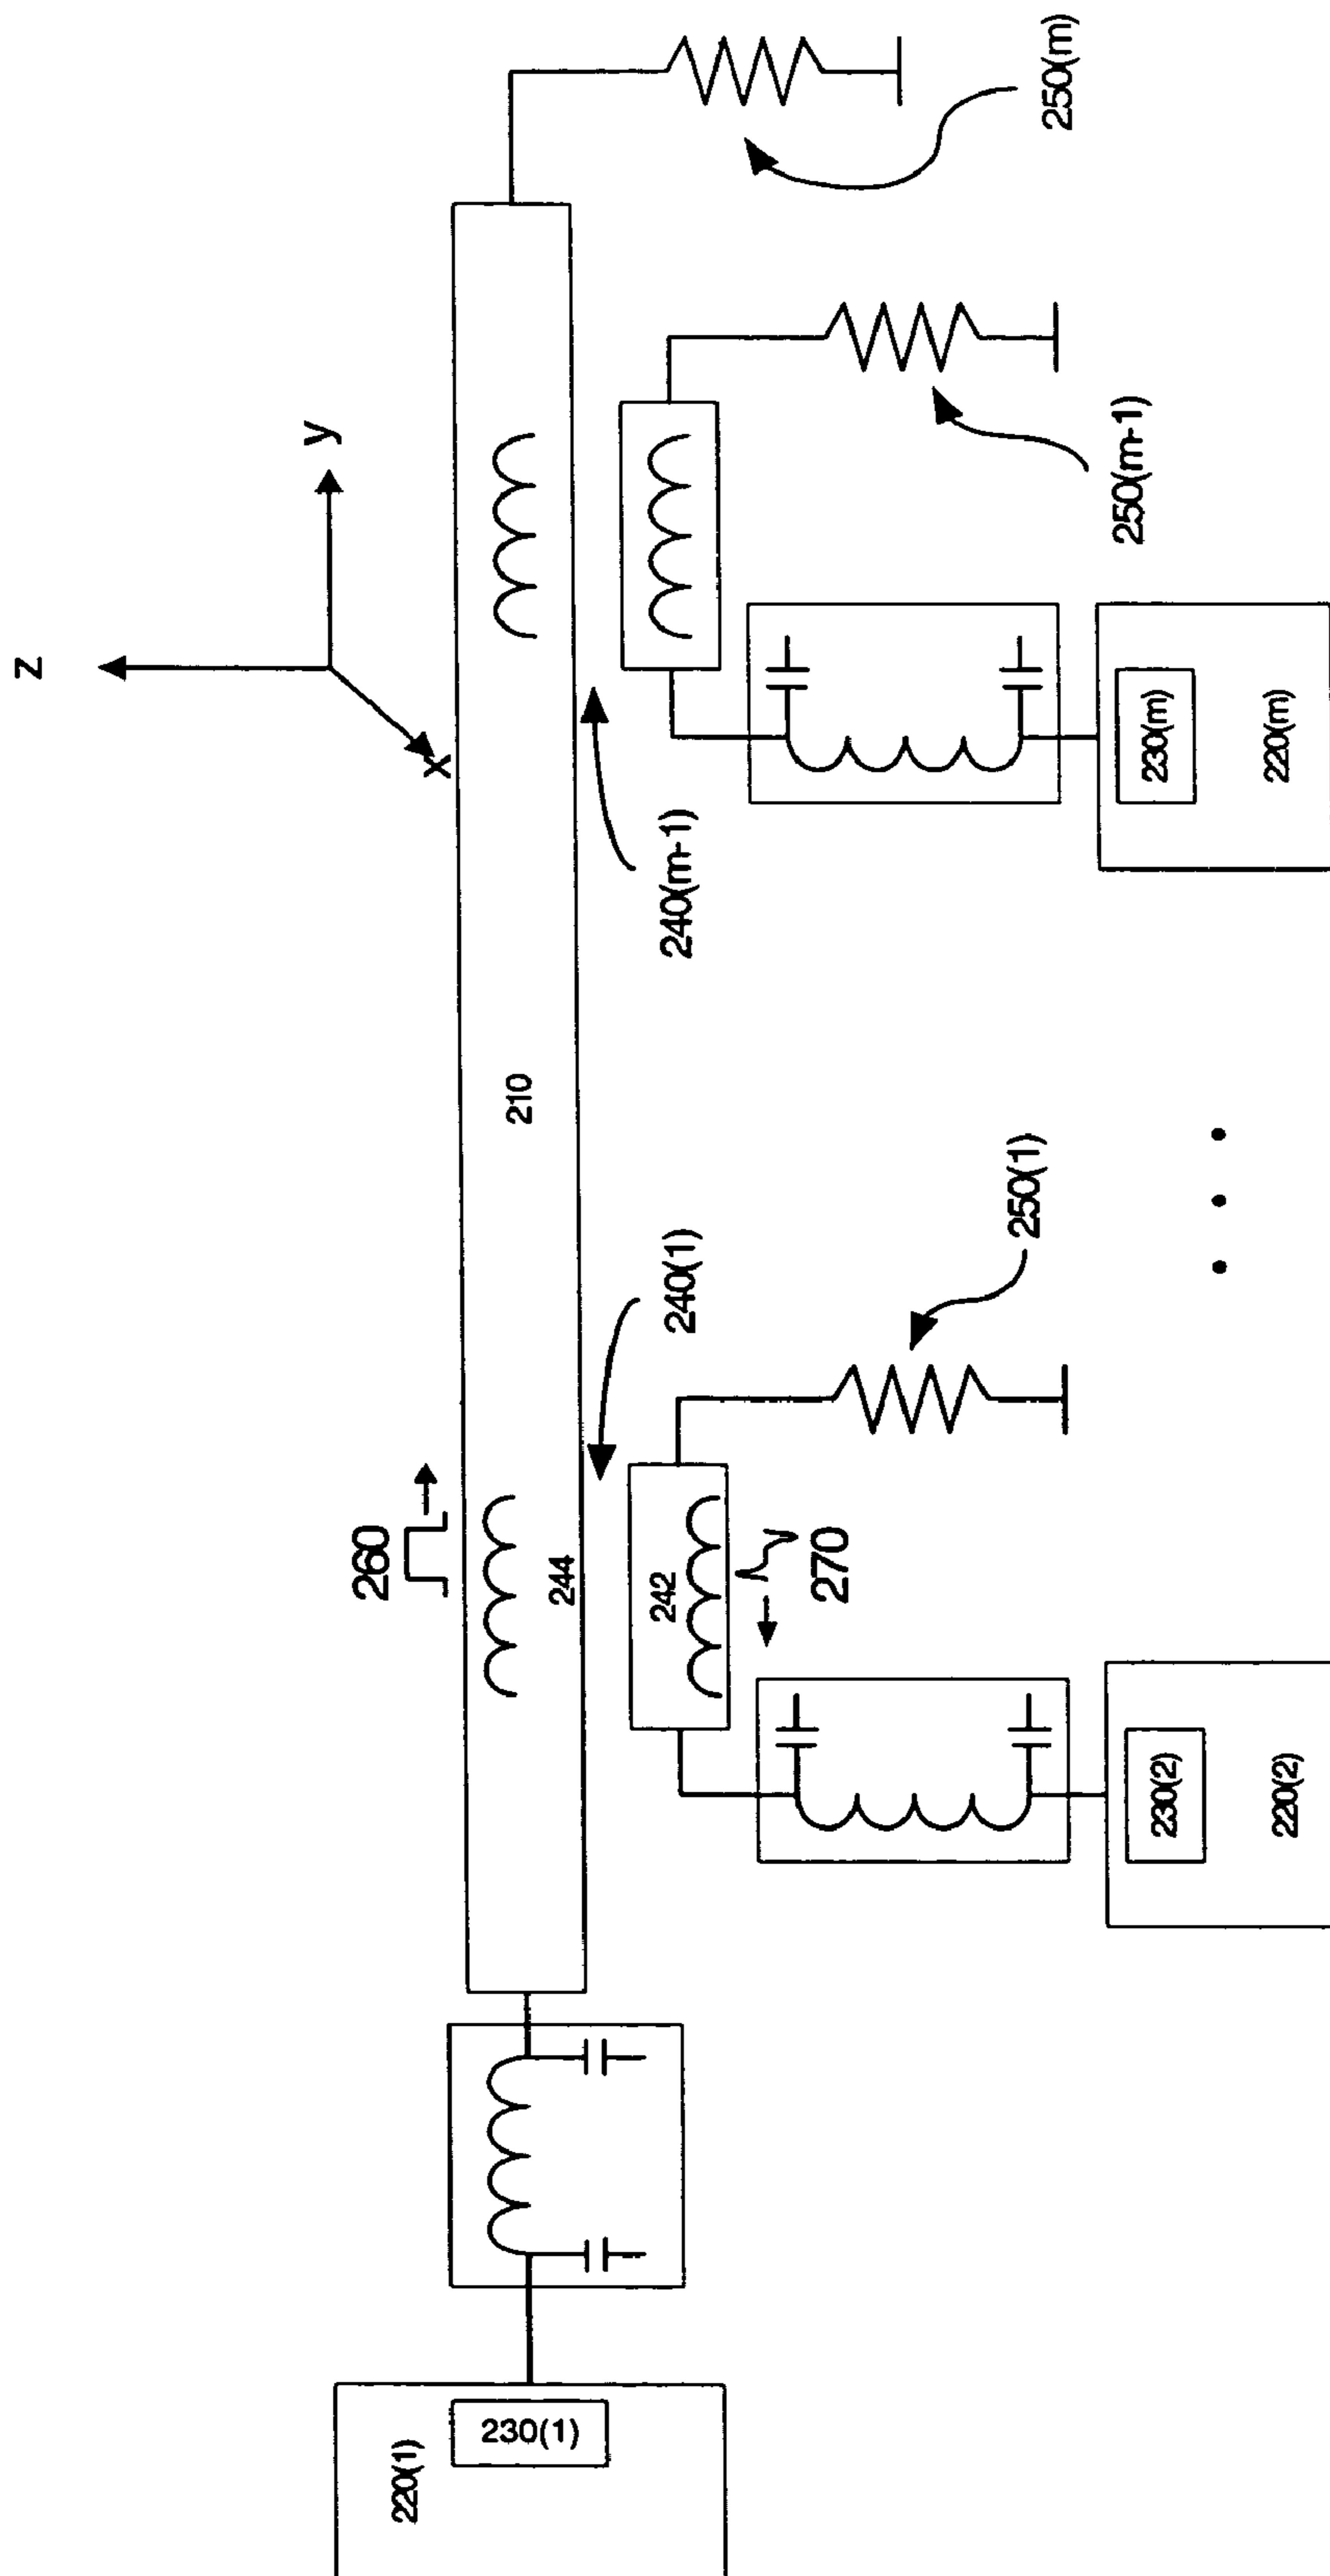 z
y
x
250(m)
250(m-1)
240(m-1)
230(m)
220(m)
210
250(1)
240(1)
260
244
242
270
230(2)
220(2)
230(1)
220(1)